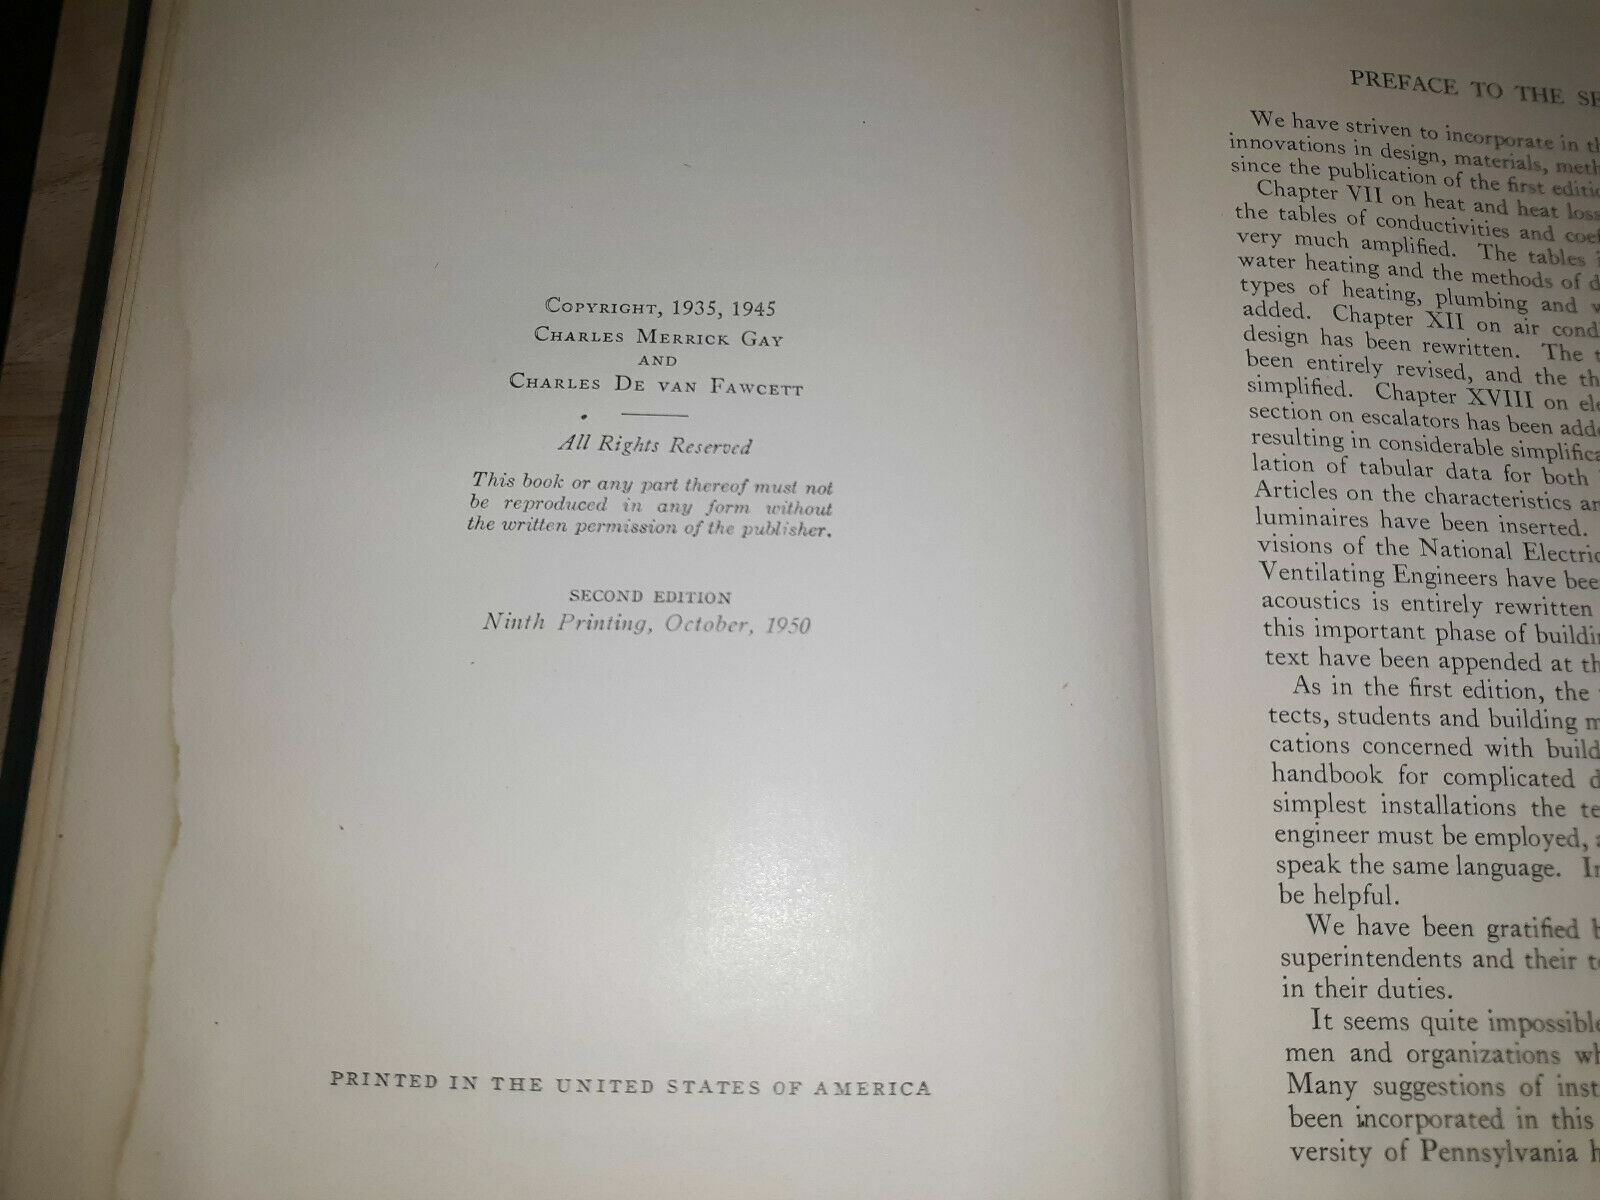 COPYRIGHT, 1935, 1945
CHARLES MERRICK GAY
AND
CHARLES DE VAN FAWCETT
All Rights Reserved
This book or any part thereof must not
be reproduced in any form without
the written permission of the publisher.
SECOND EDITION
Ninth Printing, October, 1950
PRINTED IN THE UNITED STATES OF AMERICA
PREFACE TO THE
We have striven to incorporate in
innovations in design, materials,
since the publication of the first
Chapter VII on heat and heat
the tables of conductivities and
very much amplified. The tables
water heating and the methods of
types of heating, plumbing and
added. Chapter XII on air
design has been rewritten. The
been entirely revised, and the
simplified. Chapter XVIII on
section on escalators has been
resulting in considerable
lation of tabular data for both
Articles on the characteristics
luminaires have been inserted.
visions of the National
Ventilating Engineers have
acoustics is entirely rewritten
this important phase of
text have been appended at
As in the first edition, the
tects, students and building
cations concerned with
handbook for complicated
simplest installations the
engineer must be employed,
speak the same language.
be helpful.
We have been gratified
superintendents and their
in their duties.
It seems quite
men and organizations
Many suggestions of
been incorporated in this
versity of Pennsylvania